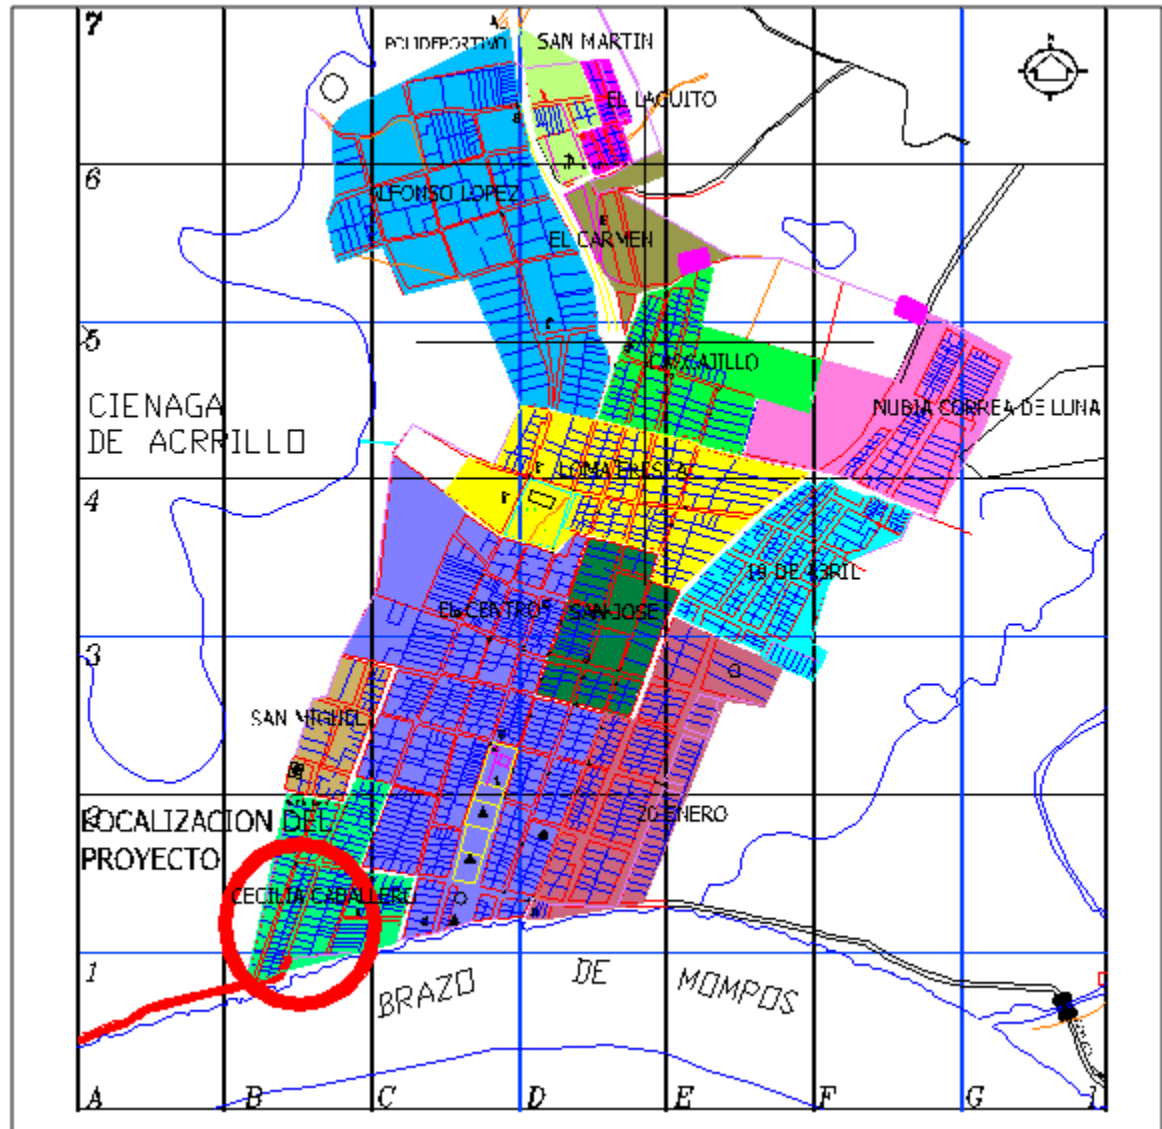 7
POLIDEPORTIVO
SAN MARTIN
EL LAGUITO
6
ALFONSO LOPEZ
EL CARMEN
5
CARCAJILLO
CIENAGA
DE ACRRILLO
NUBIA CORREA DE LUNA
LOMA FRESCA
4
19 DE ABRIL
EL CENTRO
SAN JOSE
3
SAN MIGUEL
2
20 ENERO
LOCALIZACION DEL
PROYECTO
CECILIA CABALLERO
1
BRAZO DE MOMPOS
A B C D E F G